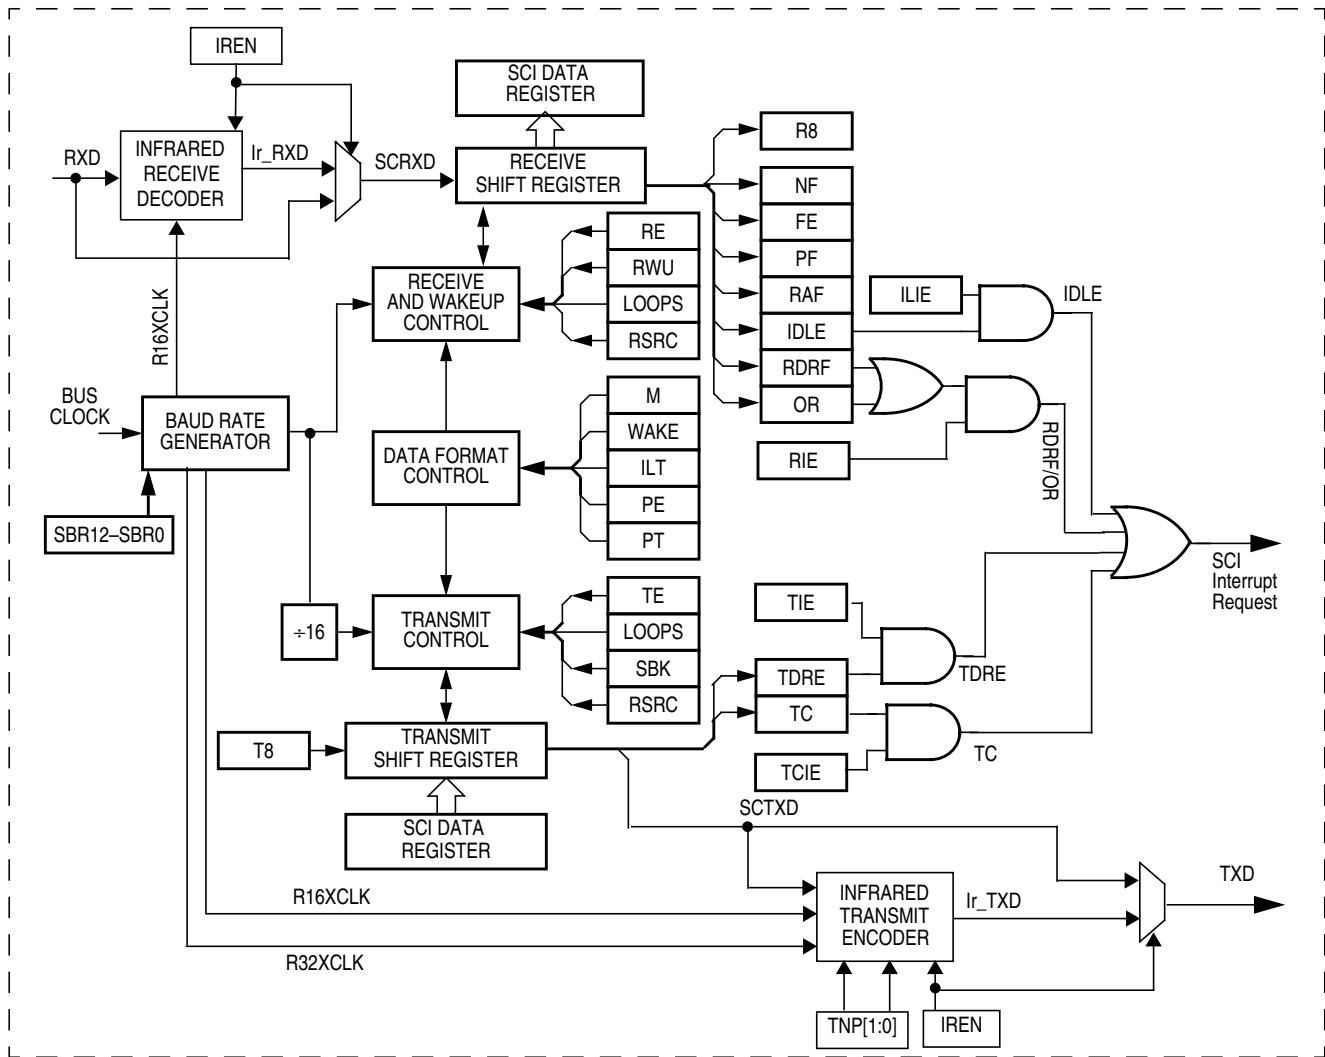 IREN
SCI DATA
REGISTER
R8
RXD
INFRARED
RECEIVE
DECODER
Ir_RXD
SCRXD
RECEIVE
SHIFT REGISTER
NF
FE
PF
RAF
IDLE
RDRF
OR
RE
RWU
LOOPS
RSRC
RECEIVE
AND WAKEUP
CONTROL
R16XCLK
ILIE
IDLE
RIE
RDRF/OR
BUS
CLOCK
BAUD RATE
GENERATOR
SBR12–SBR0
DATA FORMAT
CONTROL
M
WAKE
ILT
PE
PT
SCI
Interrupt
Request
÷16
TRANSMIT
CONTROL
TE
LOOPS
SBK
RSRC
TIE
TDRE
TC
TCIE
TDRE
TC
T8
TRANSMIT
SHIFT REGISTER
SCI DATA
REGISTER
SCTXD
R16XCLK
R32XCLK
INFRARED
TRANSMIT
ENCODER
Ir_TXD
TXD
TNP[1:0]
IREN